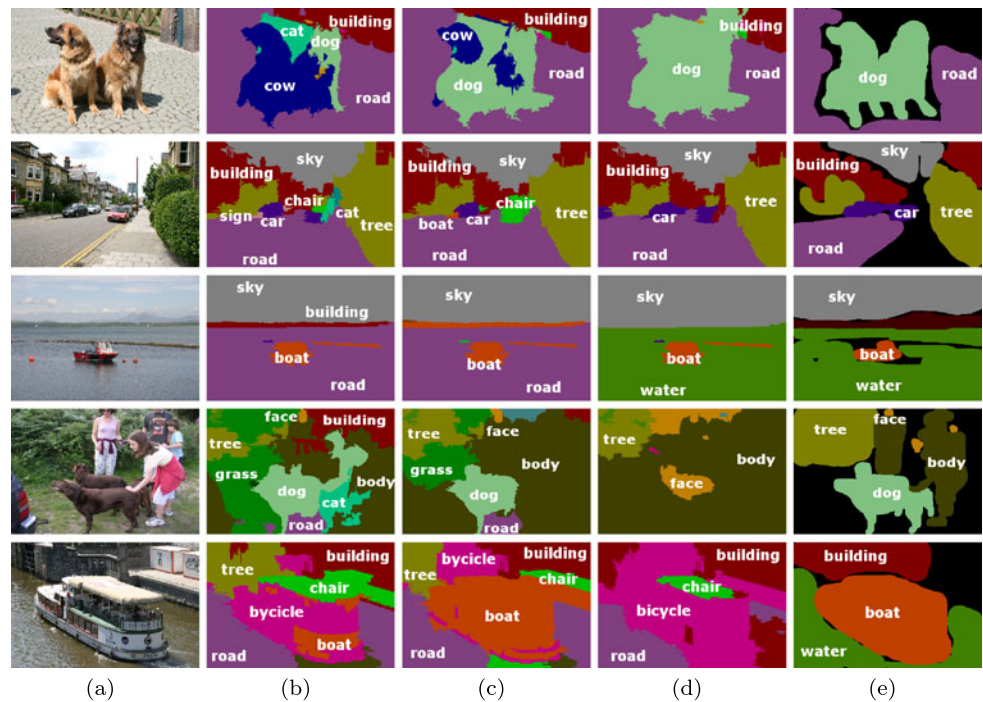 building
cat
dog
cow
road
cow
building
dog
road
building
dog
road
dog
road
sky
building
chair
sign
car
cat
tree
road
sky
building
chair
boat
car
tree
road
sky
building
car
tree
road
sky
building
car
tree
road
sky
building
boat
road
sky
boat
road
sky
boat
water
sky
boat
water
face
building
tree
grass
dog
body
cat
road
face
tree
grass
body
dog
road
tree
body
face
face
tree
body
dog
building
tree
chair
bycicle
boat
road
bycicle
building
tree
chair
boat
building
chair
bicycle
road
building
boat
water
(a)
(b)
(c)
(d)
(e)